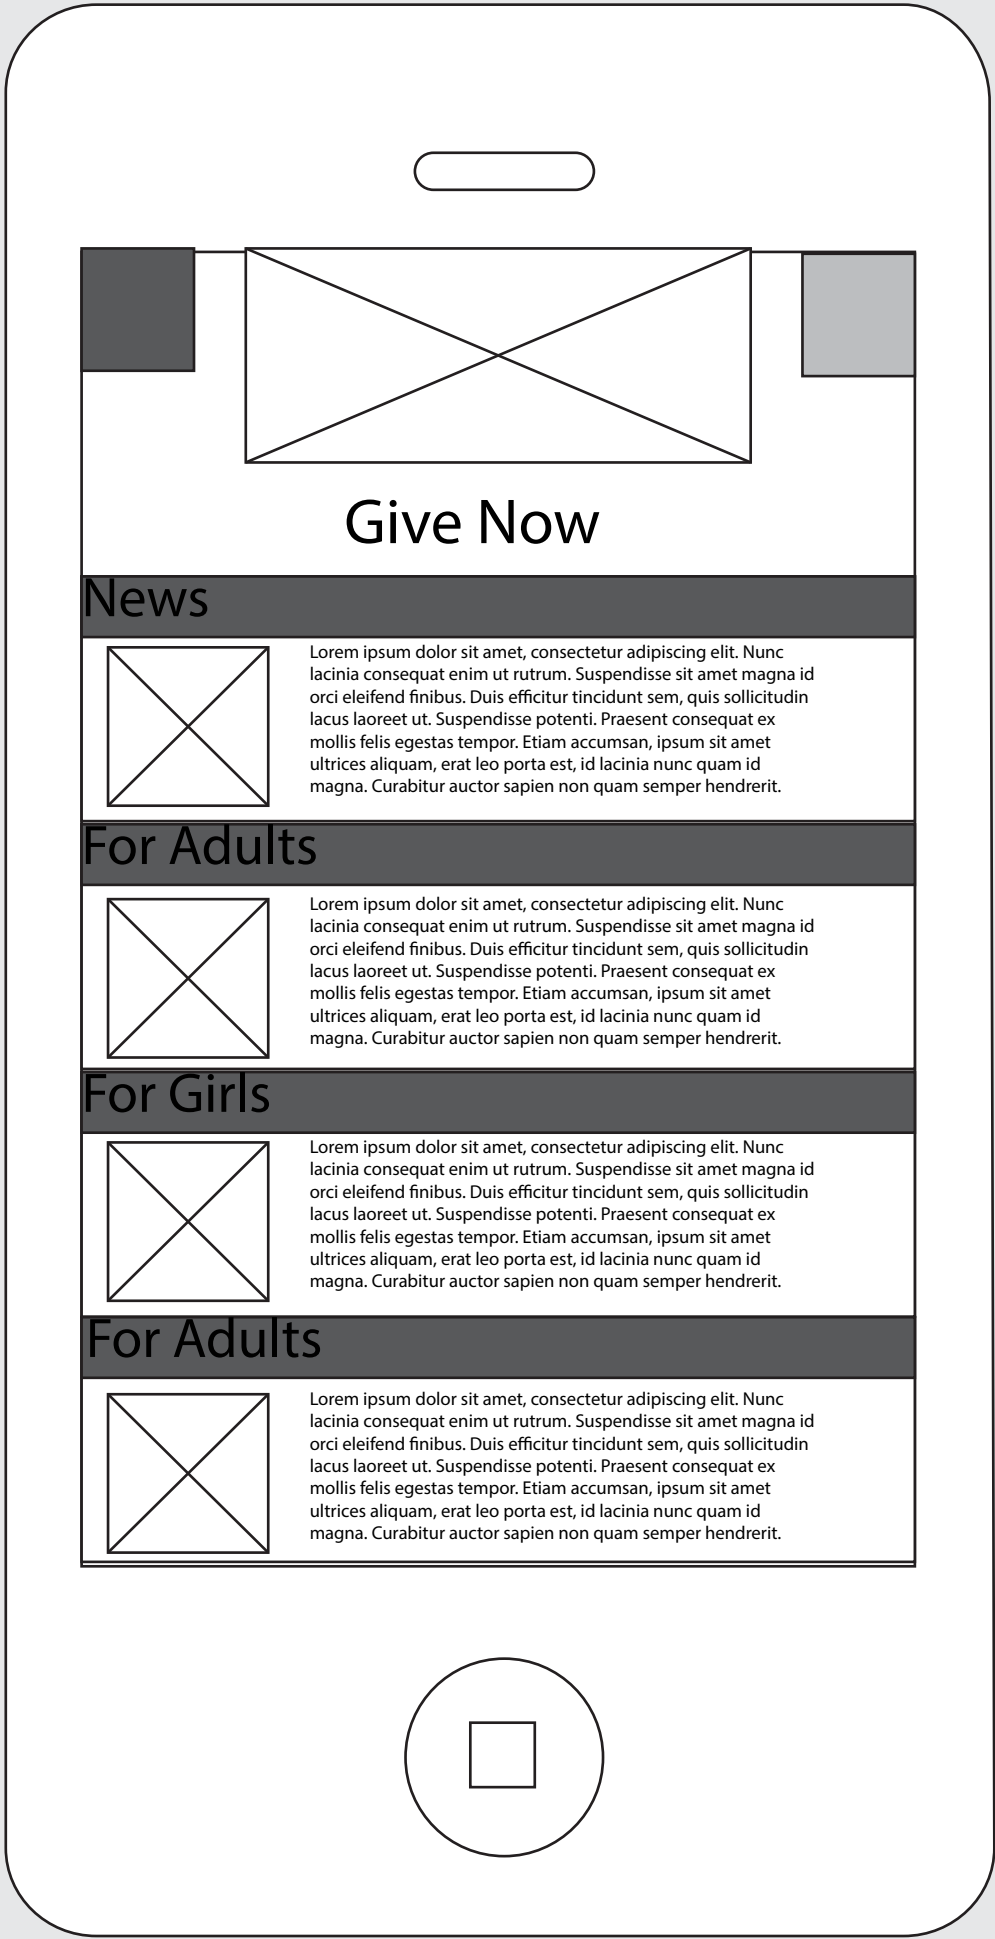 Give Now
News
Lorem ipsum dolor sit amet, consectetur adipiscing elit. Nunc
lacinia consequat enim ut rutrum. Suspendisse sit amet magna id
orci eleifend finibus. Duis efficitur tincidunt sem, quis sollicitudin
lacus laoreet ut. Suspendisse potenti. Praesent consequat ex
mollis felis egestas tempor. Etiam accumsan, ipsum sit amet
ultrices aliquam, erat leo porta est, id lacinia nunc quam id
magna. Curabitur auctor sapien non quam semper hendrerit.
For Adults
Lorem ipsum dolor sit amet, consectetur adipiscing elit. Nunc
lacinia consequat enim ut rutrum. Suspendisse sit amet magna id
orci eleifend finibus. Duis efficitur tincidunt sem, quis sollicitudin
lacus laoreet ut. Suspendisse potenti. Praesent consequat ex
mollis felis egestas tempor. Etiam accumsan, ipsum sit amet
ultrices aliquam, erat leo porta est, id lacinia nunc quam id
magna. Curabitur auctor sapien non quam semper hendrerit.
For Girls
Lorem ipsum dolor sit amet, consectetur adipiscing elit. Nunc
lacinia consequat enim ut rutrum. Suspendisse sit amet magna id
orci eleifend finibus. Duis efficitur tincidunt sem, quis sollicitudin
lacus laoreet ut. Suspendisse potenti. Praesent consequat ex
mollis felis egestas tempor. Etiam accumsan, ipsum sit amet
ultrices aliquam, erat leo porta est, id lacinia nunc quam id
magna. Curabitur auctor sapien non quam semper hendrerit.
For Adults
Lorem ipsum dolor sit amet, consectetur adipiscing elit. Nunc
lacinia consequat enim ut rutrum. Suspendisse sit amet magna id
orci eleifend finibus. Duis efficitur tincidunt sem, quis sollicitudin
lacus laoreet ut. Suspendisse potenti. Praesent consequat ex
mollis felis egestas tempor. Etiam accumsan, ipsum sit amet
ultrices aliquam, erat leo porta est, id lacinia nunc quam id
magna. Curabitur auctor sapien non quam semper hendrerit.